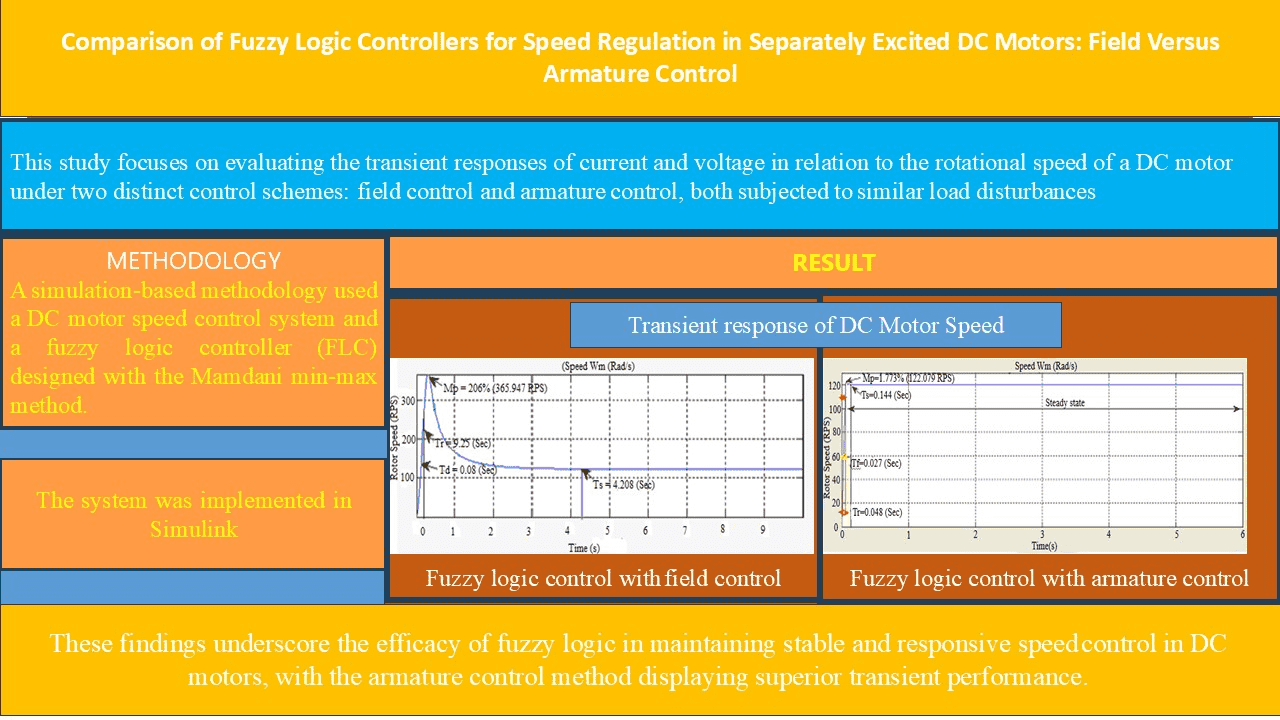 Comparison of Fuzzy Logic Controllers for Speed Regulation in Separately Excited DC Motors: Field Versus
Armature Control
This study focuses on evaluating the transient responses of current and voltage in relation to the rotational speed of a DC motor
under two distinct control schemes: field control and armature control, both subjected to similar load disturbances
METHODOLOGY
A simulation-based methodology used
a DC motor speed control system and
a fuzzy logic controller (FLC)
designed with the Mamdani min-max
method.
The system was implemented in
Simulink
RESULT
Transient response of DC Motor Speed
(Speed Wm (Rad/s)
Mp = 206% (365.947 RPS)
300
Rotor Speed (RPS)
200
Tr = 9.25 (Sec)
Td = 0.08 (Sec)
100
Ts = 4.208 (Sec)
0 1 2 3 4 5 6 7 8 9
Time (s)
Fuzzy logic control with field control
Speed Wm (Rad/s)
120
Mp=1.773% (122.079 RPS)
Ts=0.144 (Sec)
100
Steady state
80
Rotor Speed (RPS)
60
Tf=0.027 (Sec)
40
20
Tr=0.048 (Sec)
0
0 1 2 3 4 5 6
Time(s)
Fuzzy logic control with armature control
These findings underscore the efficacy of fuzzy logic in maintaining stable and responsive speed control in DC
motors, with the armature control method displaying superior transient performance.